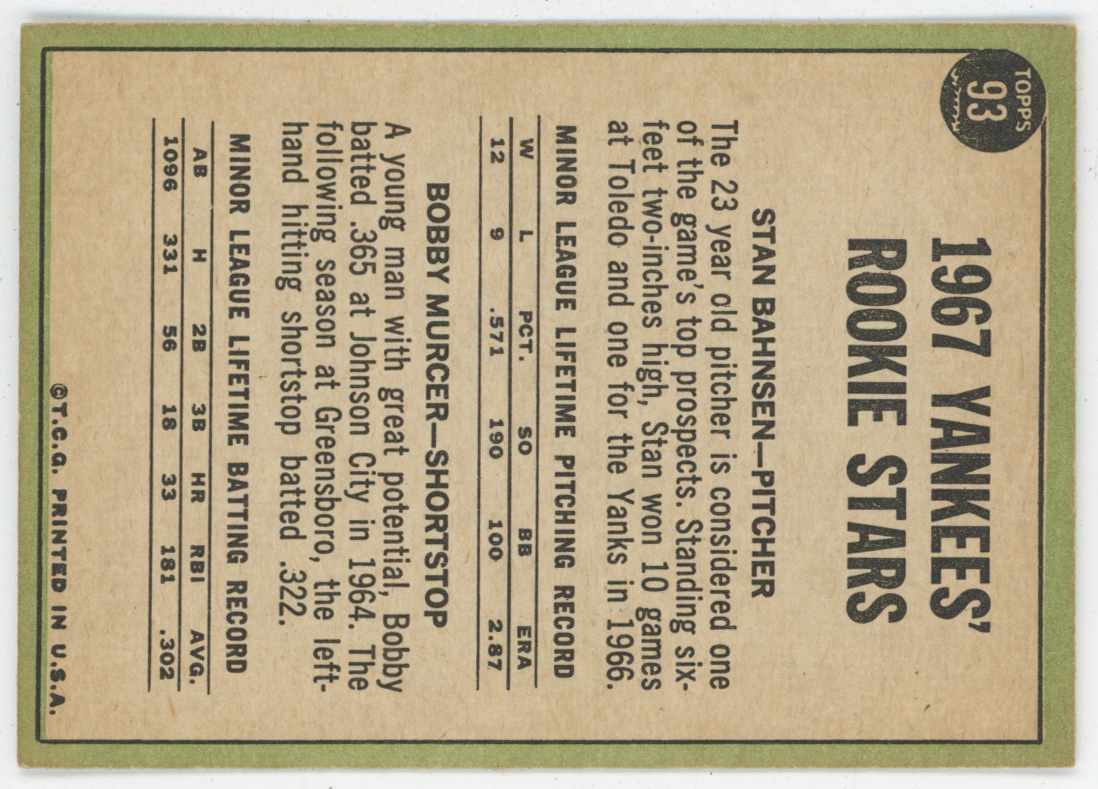 TOPPS
93
1967 YANKEES'
ROOKIE STARS
STAN BAHNSEN—PITCHER
The 23 year old pitcher is considered one
of the game's top prospects. Standing six-
feet two-inches high, Stan won 10 games
at Toledo and one for the Yanks in 1966.
MINOR LEAGUE LIFETIME PITCHING RECORD
W L PCT. SO BB ERA
12 9 .571 190 100 2.87
BOBBY MURCER—SHORTSTOP
A young man with great potential, Bobby
batted .365 at Johnson City in 1964. The
following season at Greensboro, the left-
hand hitting shortstop batted .322.
MINOR LEAGUE LIFETIME BATTING RECORD
AB H 2B 3B HR RBI AVG.
1096 331 56 18 33 181 .302
©T.C.G. PRINTED IN U.S.A.